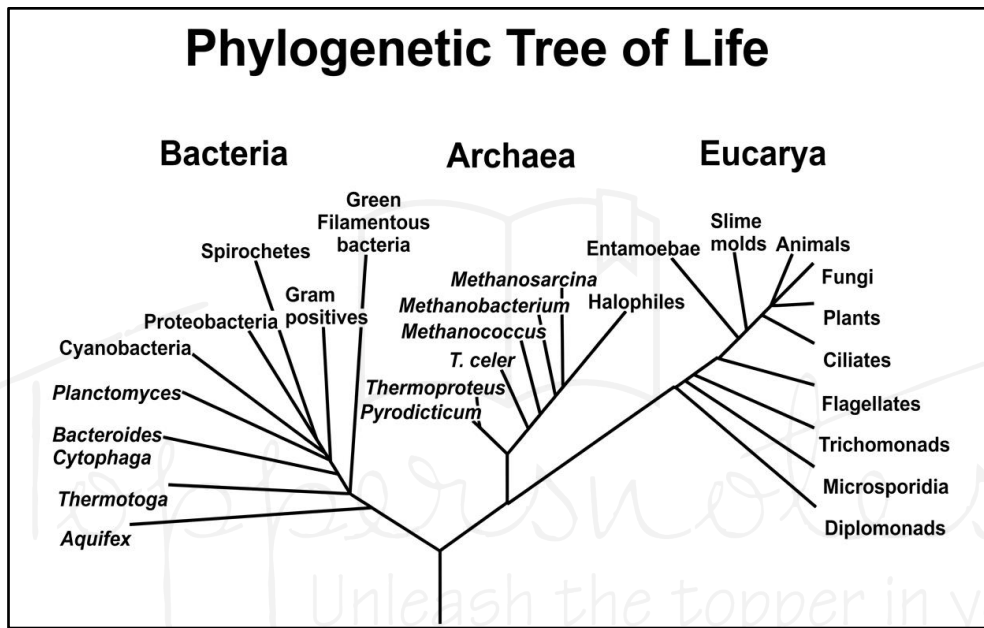 Phylogenetic Tree of Life
Bacteria
Archaea
Eucarya
Green
Filamentous
bacteria
Spirochetes
Gram
positives
Proteobacteria
Cyanobacteria
Planctomyces
Bacteroides
Cytophaga
Thermotoga
Aquifex
Methanosarcina
Methanobacterium
Methanococcus
T. celer
Thermoproteus
Pyrodicticum
Halophiles
Entamoebae
Slime
molds
Animals
Fungi
Plants
Ciliates
Flagellates
Trichomonads
Microsporidia
Diplomonads
Toppersnotes
Unleash the topper in